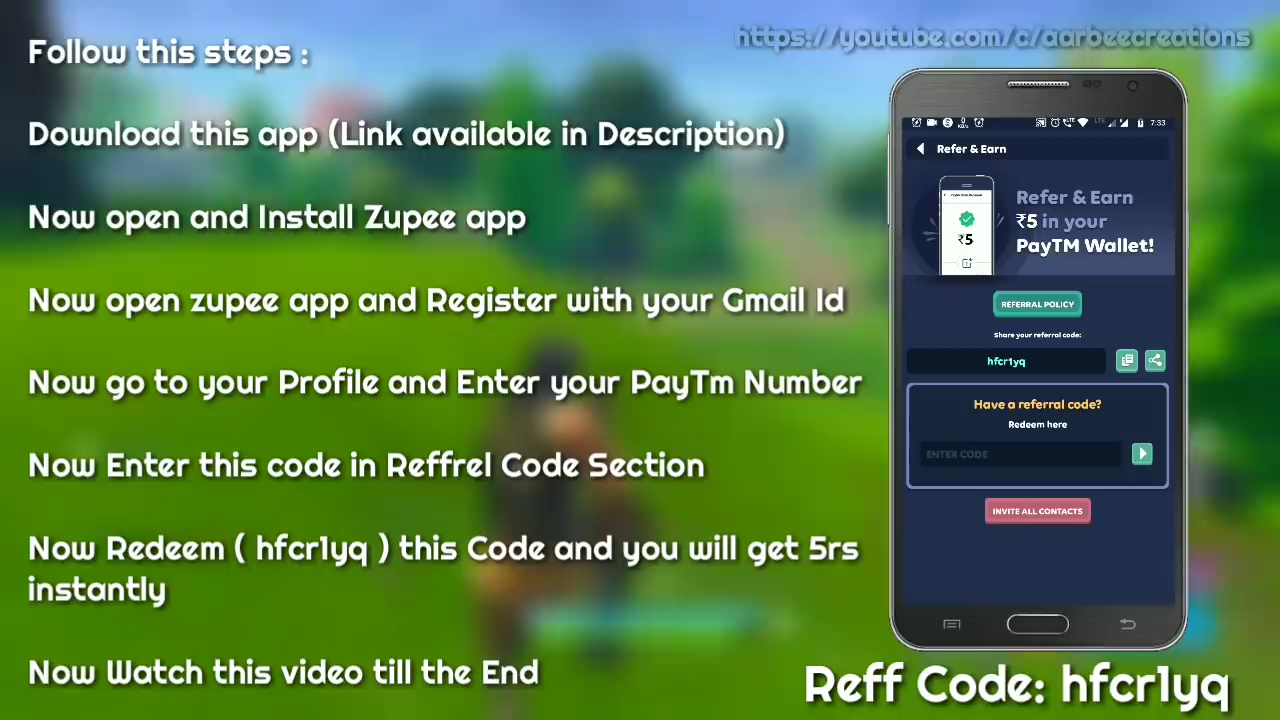 https://youtube.com/c/aarbeecreations
Follow this steps :
Download this app (Link available in Description)
Now open and Install Zupee app
Now open zupee app and Register with your Gmail Id
Now go to your Profile and Enter your PayTm Number
Now Enter this code in Reffrel Code Section
Now Redeem ( hfcr1yq ) this Code and you will get 5rs
instantly
Now Watch this video till the End
7:33
Refer & Earn
₹5
Refer & Earn
₹5 in your
PayTM Wallet!
REFERRAL POLICY
Share your referral code:
hfcr1yq
Have a referral code?
Redeem here
ENTER CODE
INVITE ALL CONTACTS
Reff Code: hfcr1yq